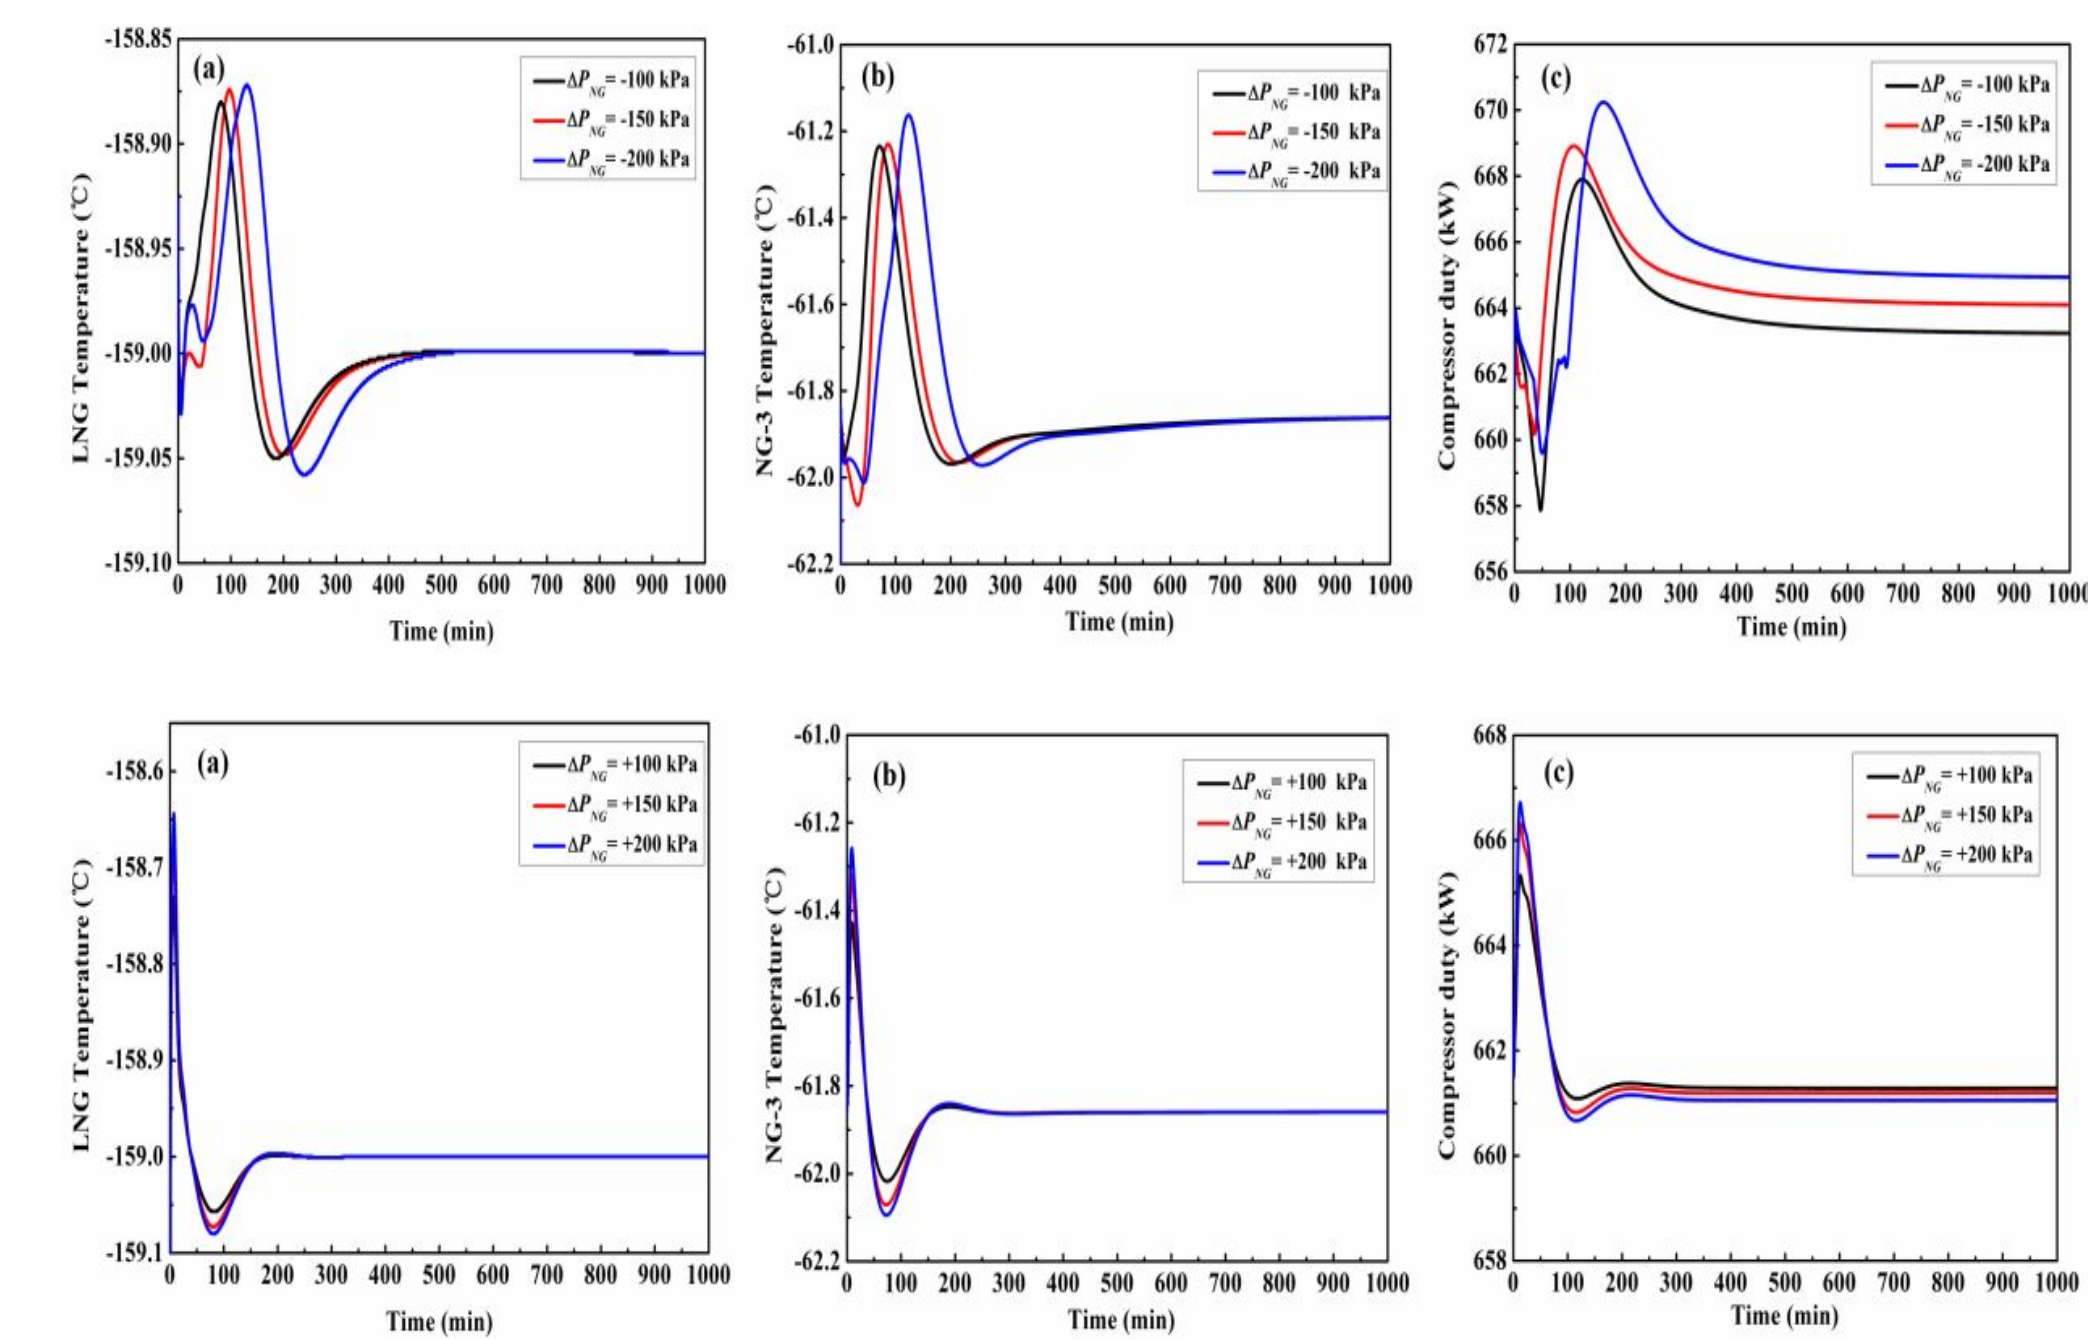 (a)
ΔP_NG = -100 kPa
ΔP_NG = -150 kPa
ΔP_NG = -200 kPa
LNG Temperature (℃)
-158.85
-158.90
-158.95
-159.00
-159.05
-159.10
0 100 200 300 400 500 600 700 800 900 1000
Time (min)
(b)
ΔP_NG = -100 kPa
ΔP_NG = -150 kPa
ΔP_NG = -200 kPa
NG-3 Temperature (℃)
-61.0
-61.2
-61.4
-61.6
-61.8
-62.0
-62.2
0 100 200 300 400 500 600 700 800 900 1000
Time (min)
(c)
ΔP_NG = -100 kPa
ΔP_NG = -150 kPa
ΔP_NG = -200 kPa
Compressor duty (kW)
672
670
668
666
664
662
660
658
656
0 100 200 300 400 500 600 700 800 900 1000
Time (min)
(a)
ΔP_NG = +100 kPa
ΔP_NG = +150 kPa
ΔP_NG = +200 kPa
LNG Temperature (℃)
-158.6
-158.7
-158.8
-158.9
-159.0
-159.1
0 100 200 300 400 500 600 700 800 900 1000
Time (min)
(b)
ΔP_NG = +100 kPa
ΔP_NG = +150 kPa
ΔP_NG = +200 kPa
NG-3 Temperature (℃)
-61.0
-61.2
-61.4
-61.6
-61.8
-62.0
-62.2
0 100 200 300 400 500 600 700 800 900 1000
Time (min)
(c)
ΔP_NG = +100 kPa
ΔP_NG = +150 kPa
ΔP_NG = +200 kPa
Compressor duty (kW)
668
666
664
662
660
658
0 100 200 300 400 500 600 700 800 900 1000
Time (min)